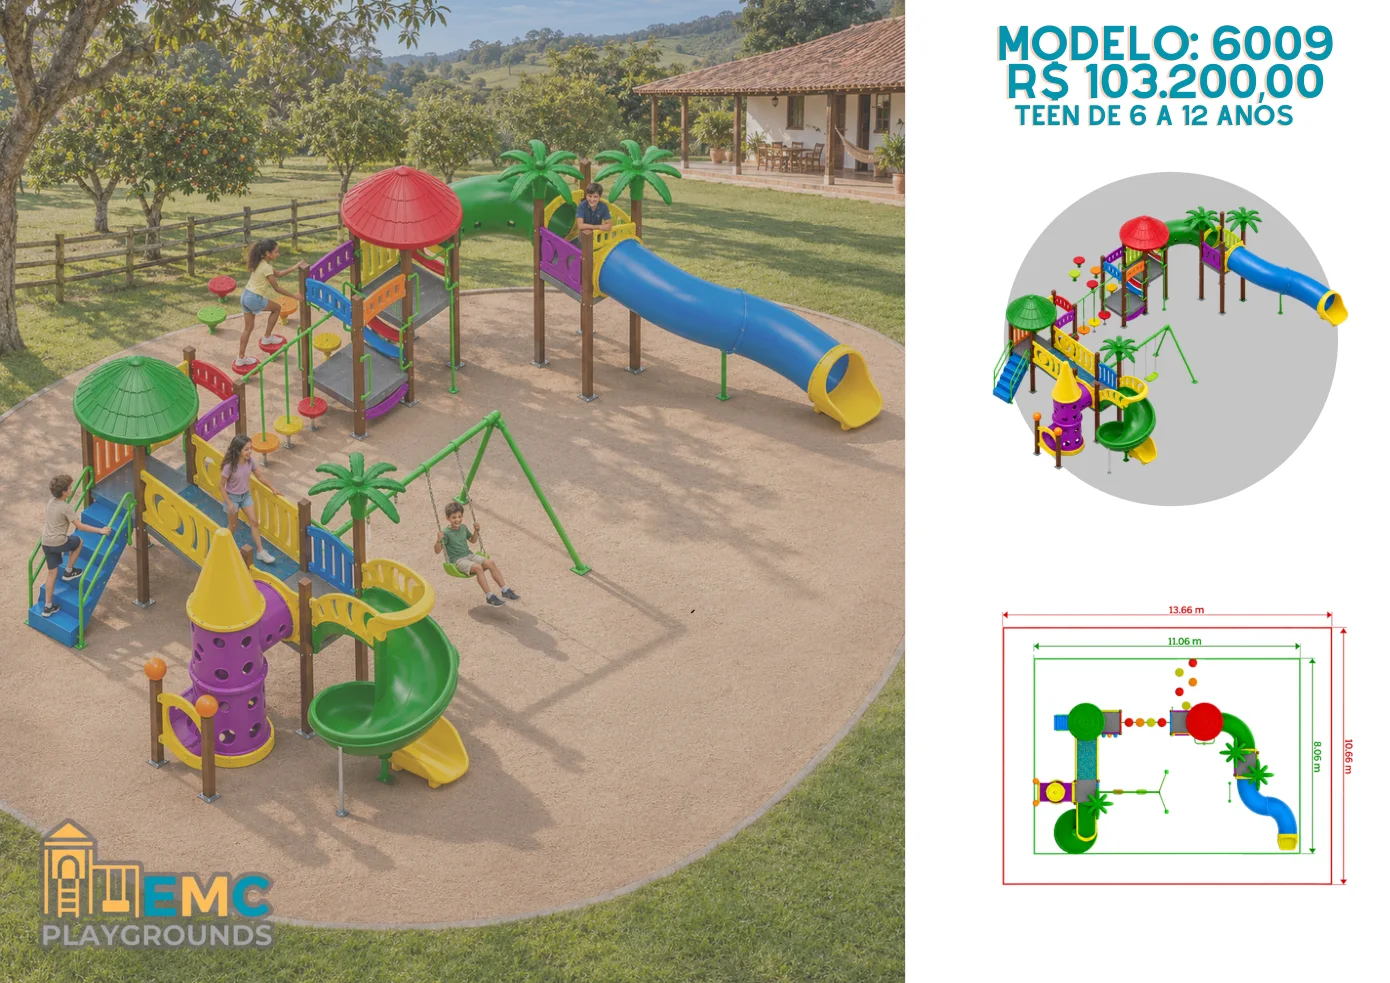 MODELO: 6009
R$ 103.200,00
TEEN DE 6 A 12 ANOS
13.66 m
11.06 m
8.06 m
10.66 m
EMC
PLAYGROUNDS